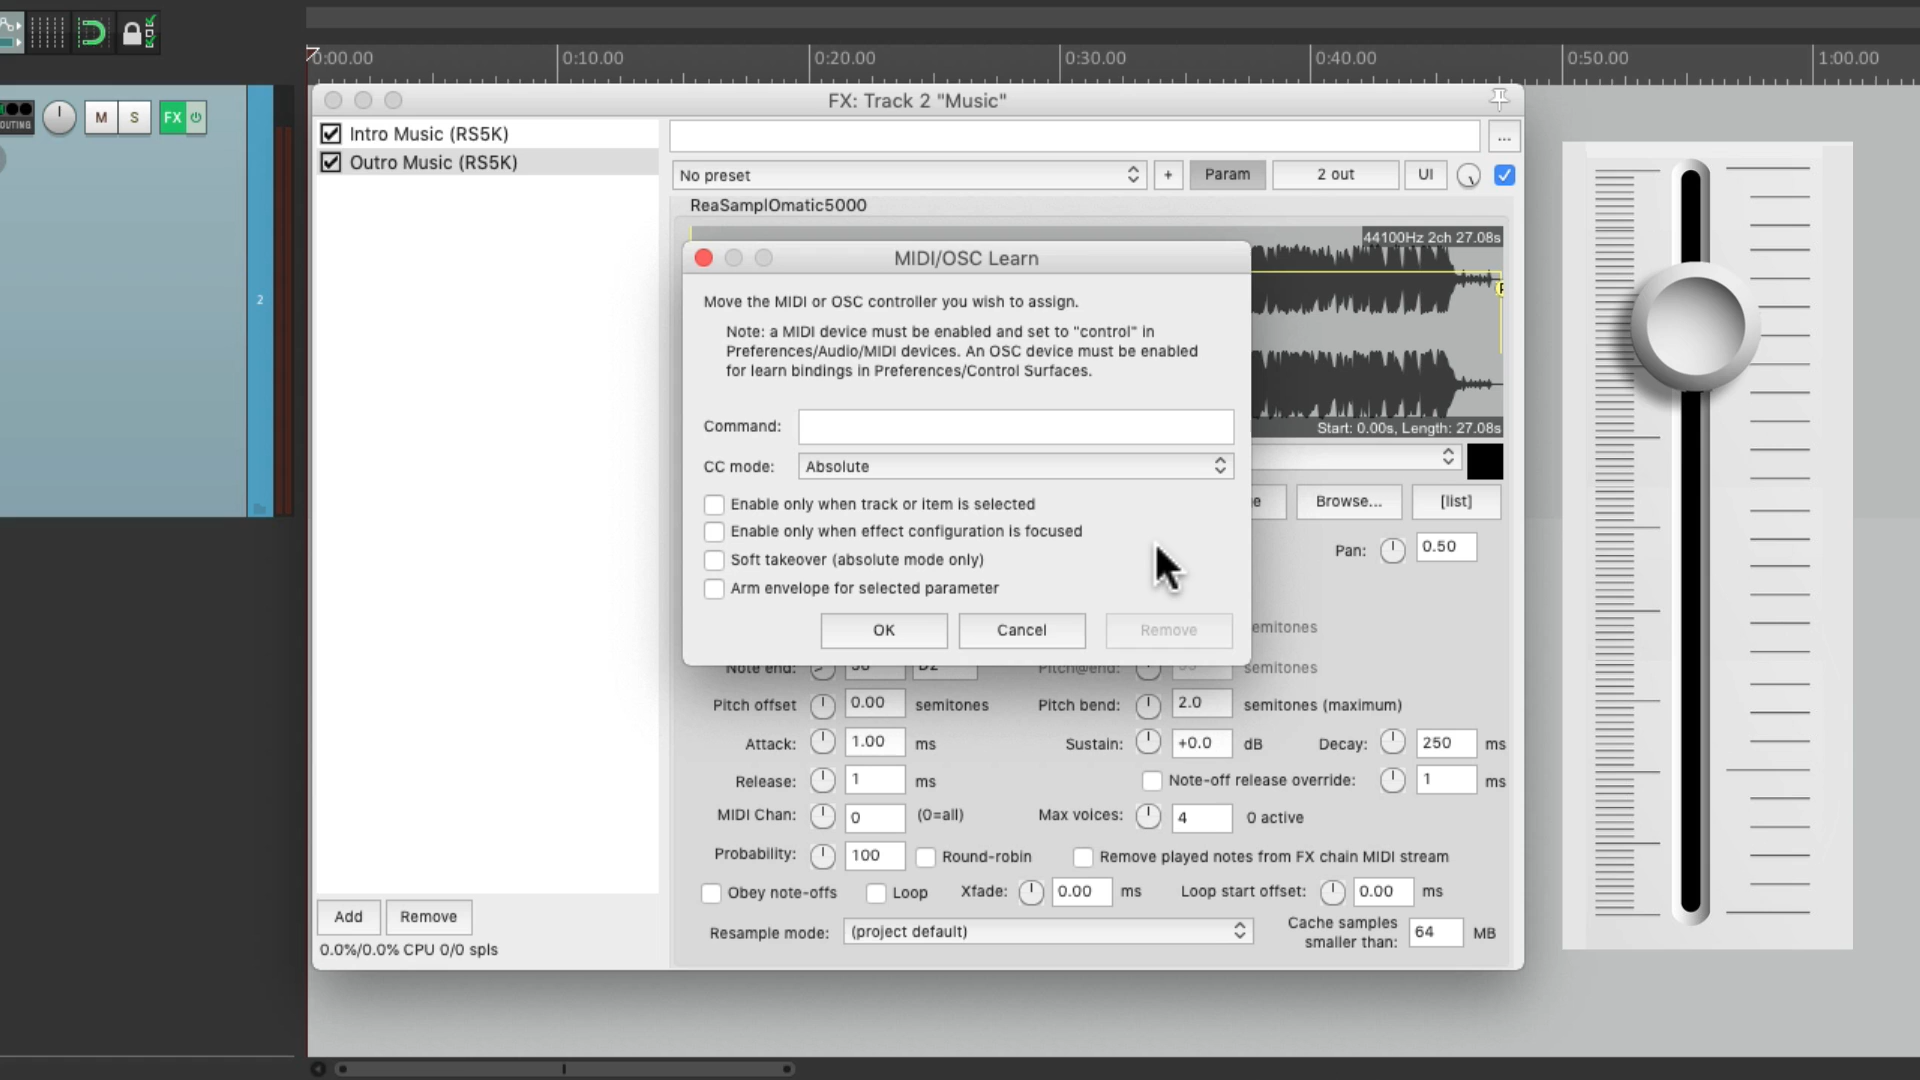 0:00.00 0:10.00 0:20.00 0:30.00 0:40.00 0:50.00 1:00.00
FX: Track 2 "Music"
OUTING M S FX
Intro Music (RS5K)
Outro Music (RS5K)
...
No preset + Param 2 out UI
ReaSamplOmatic5000
44100Hz 2ch 27.08s
MIDI/OSC Learn
Move the MIDI or OSC controller you wish to assign.
Note: a MIDI device must be enabled and set to "control" in
Preferences/Audio/MIDI devices. An OSC device must be enabled
for learn bindings in Preferences/Control Surfaces.
2
Command:
Start: 0.00s, Length: 27.08s
CC mode: Absolute
Enable only when track or item is selected
Browse... [list]
Enable only when effect configuration is focused
Pan: 0.50
Soft takeover (absolute mode only)
Arm envelope for selected parameter
OK Cancel Remove
emitones
Note end: D2 Pitch@end: semitones
Pitch offset 0.00 semitones Pitch bend: 2.0 semitones (maximum)
Attack: 1.00 ms Sustain: +0.0 dB Decay: 250 ms
Release: 1 ms Note-off release override: 1 ms
MIDI Chan: 0 (0=all) Max voices: 4 0 active
Probability: 100 Round-robin Remove played notes from FX chain MIDI stream
Obey note-offs Loop Xfade: 0.00 ms Loop start offset: 0.00 ms
Resample mode: (project default) Cache samples
smaller than: 64 MB
Add Remove
0.0%/0.0% CPU 0/0 spls